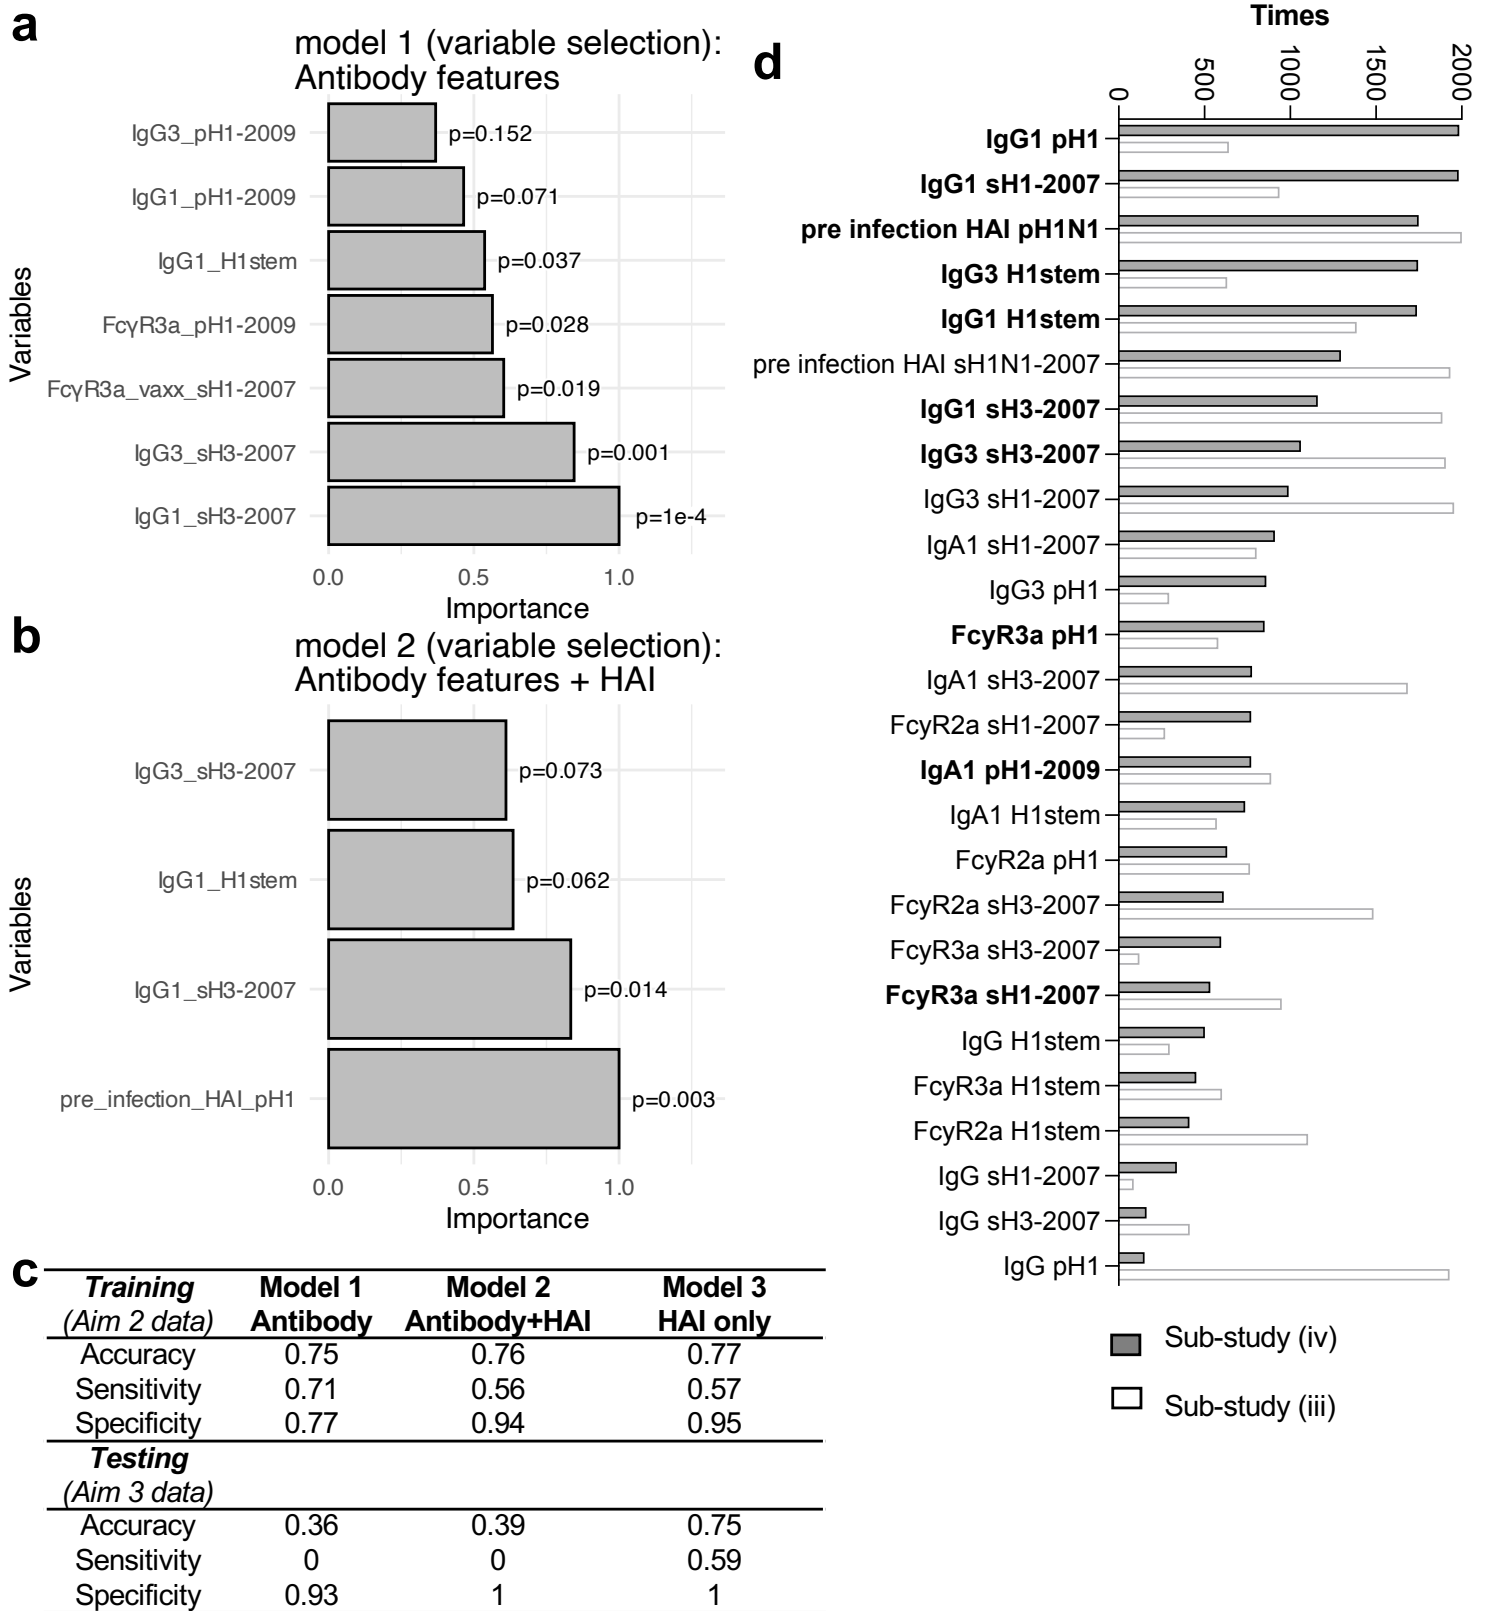 a
model 1 (variable selection):
Antibody features
Variables
IgG3_pH1-2009
p=0.152
IgG1_pH1-2009
p=0.071
IgG1_H1stem
p=0.037
FcγR3a_pH1-2009
p=0.028
FcγR3a_vaxx_sH1-2007
p=0.019
IgG3_sH3-2007
p=0.001
IgG1_sH3-2007
p=1e-4
0.0 0.5 1.0
Importance
b
model 2 (variable selection):
Antibody features + HAI
Variables
IgG3_sH3-2007
p=0.073
IgG1_H1stem
p=0.062
IgG1_sH3-2007
p=0.014
pre_infection_HAI_pH1
p=0.003
0.0 0.5 1.0
Importance
c
Training Model 1 Model 2 Model 3
(Aim 2 data) Antibody Antibody+HAI HAI only
Accuracy 0.75 0.76 0.77
Sensitivity 0.71 0.56 0.57
Specificity 0.77 0.94 0.95
Testing
(Aim 3 data)
Accuracy 0.36 0.39 0.75
Sensitivity 0 0 0.59
Specificity 0.93 1 1
d
Times
0 500 1000 1500 2000
IgG1 pH1
IgG1 sH1-2007
pre infection HAI pH1N1
IgG3 H1stem
IgG1 H1stem
pre infection HAI sH1N1-2007
IgG1 sH3-2007
IgG3 sH3-2007
IgG3 sH1-2007
IgA1 sH1-2007
IgG3 pH1
FcyR3a pH1
IgA1 sH3-2007
FcyR2a sH1-2007
IgA1 pH1-2009
IgA1 H1stem
FcyR2a pH1
FcyR2a sH3-2007
FcyR3a sH3-2007
FcyR3a sH1-2007
IgG H1stem
FcyR3a H1stem
FcyR2a H1stem
IgG sH1-2007
IgG sH3-2007
IgG pH1
Sub-study (iv)
Sub-study (iii)